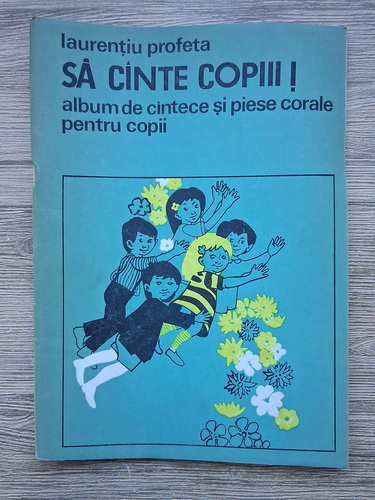 laurențiu profeta
SĂ CÎNTE COPIII !
album de cîntece și piese corale
pentru copii